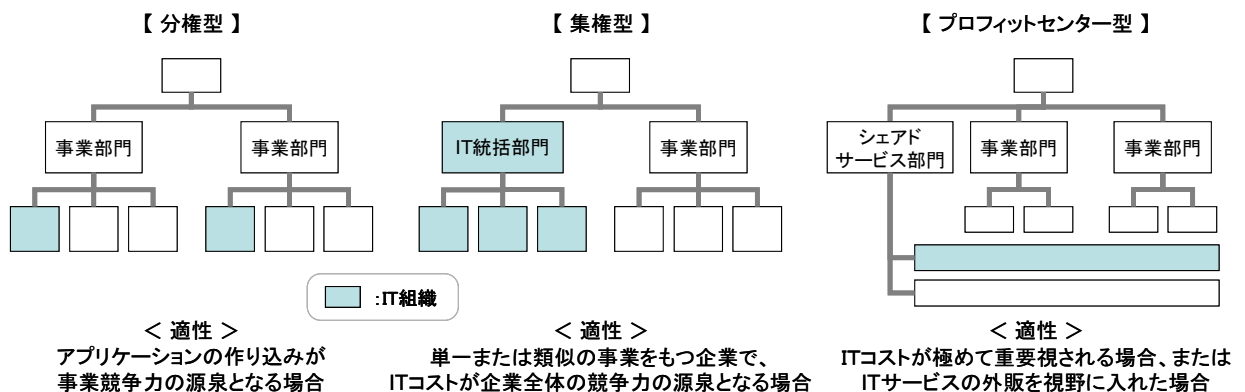 【 分権型 】
【 集権型 】
【 プロフィットセンター型 】
事業部門
事業部門
IT統括部門
事業部門
シェアド
サービス部門
事業部門
事業部門
:IT組織
＜ 適性 ＞
アプリケーションの作り込みが
事業競争力の源泉となる場合
＜ 適性 ＞
単一または類似の事業をもつ企業で、
ITコストが企業全体の競争力の源泉となる場合
＜ 適性 ＞
ITコストが極めて重要視される場合、または
ITサービスの外販を視野に入れた場合